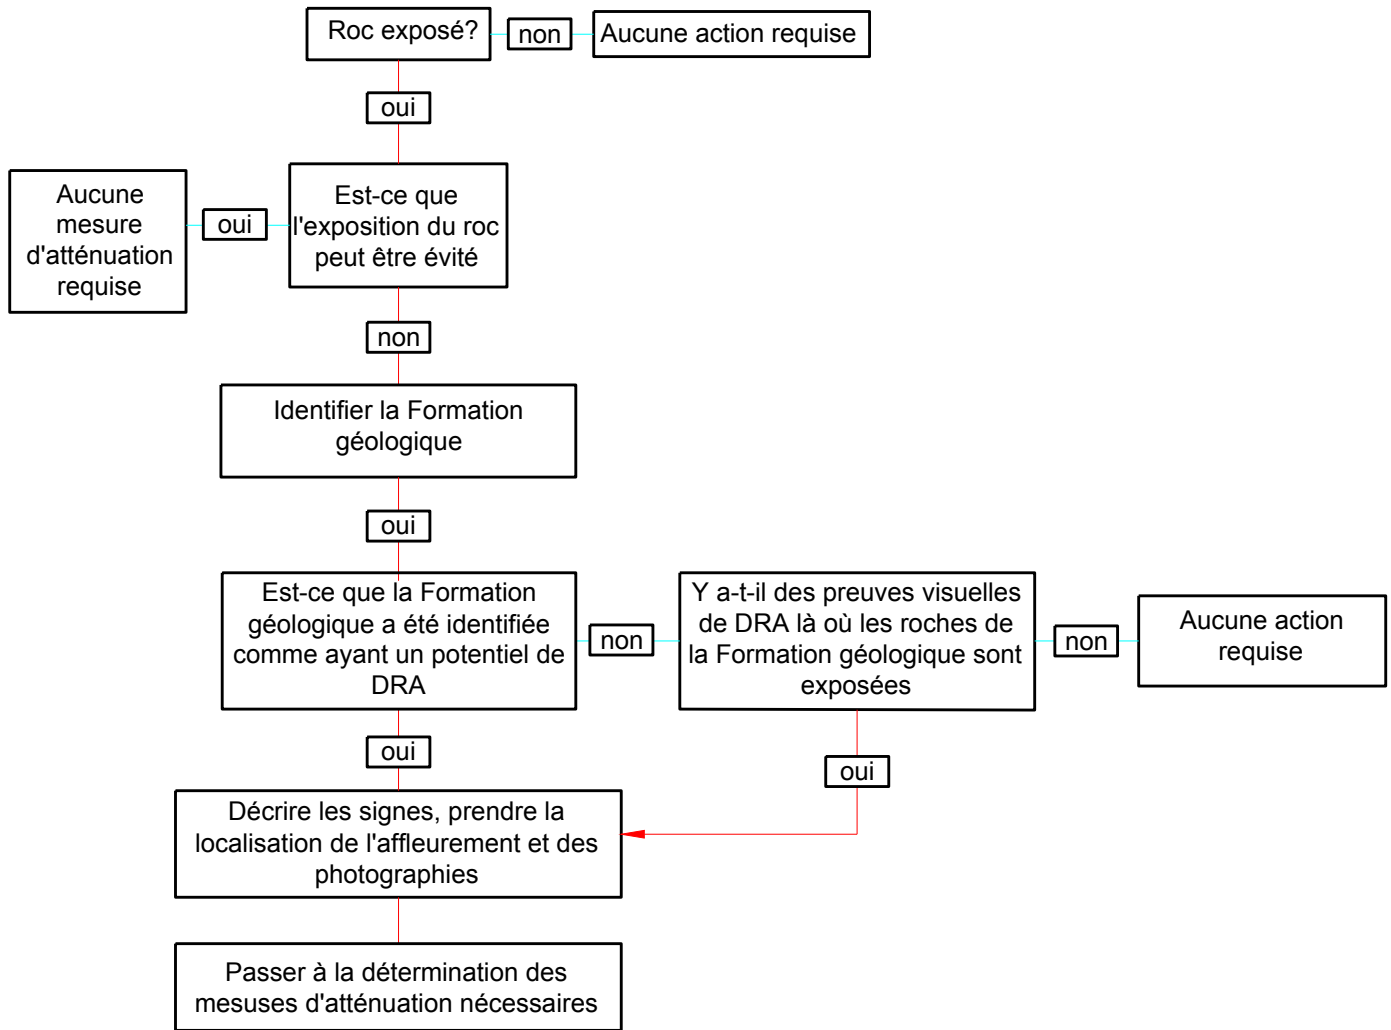 Roc exposé?
non
Aucune action requise
oui
Aucune
mesure
d'atténuation
requise
oui
Est-ce que
l'exposition du roc
peut être évité
non
Identifier la Formation
géologique
oui
Est-ce que la Formation
géologique a été identifiée
comme ayant un potentiel de
DRA
non
Y a-t-il des preuves visuelles
de DRA là où les roches de
la Formation géologique sont
exposées
non
Aucune action
requise
oui
oui
Décrire les signes, prendre la
localisation de l'affleurement et des
photographies
Passer à la détermination des
mesuses d'atténuation nécessaires